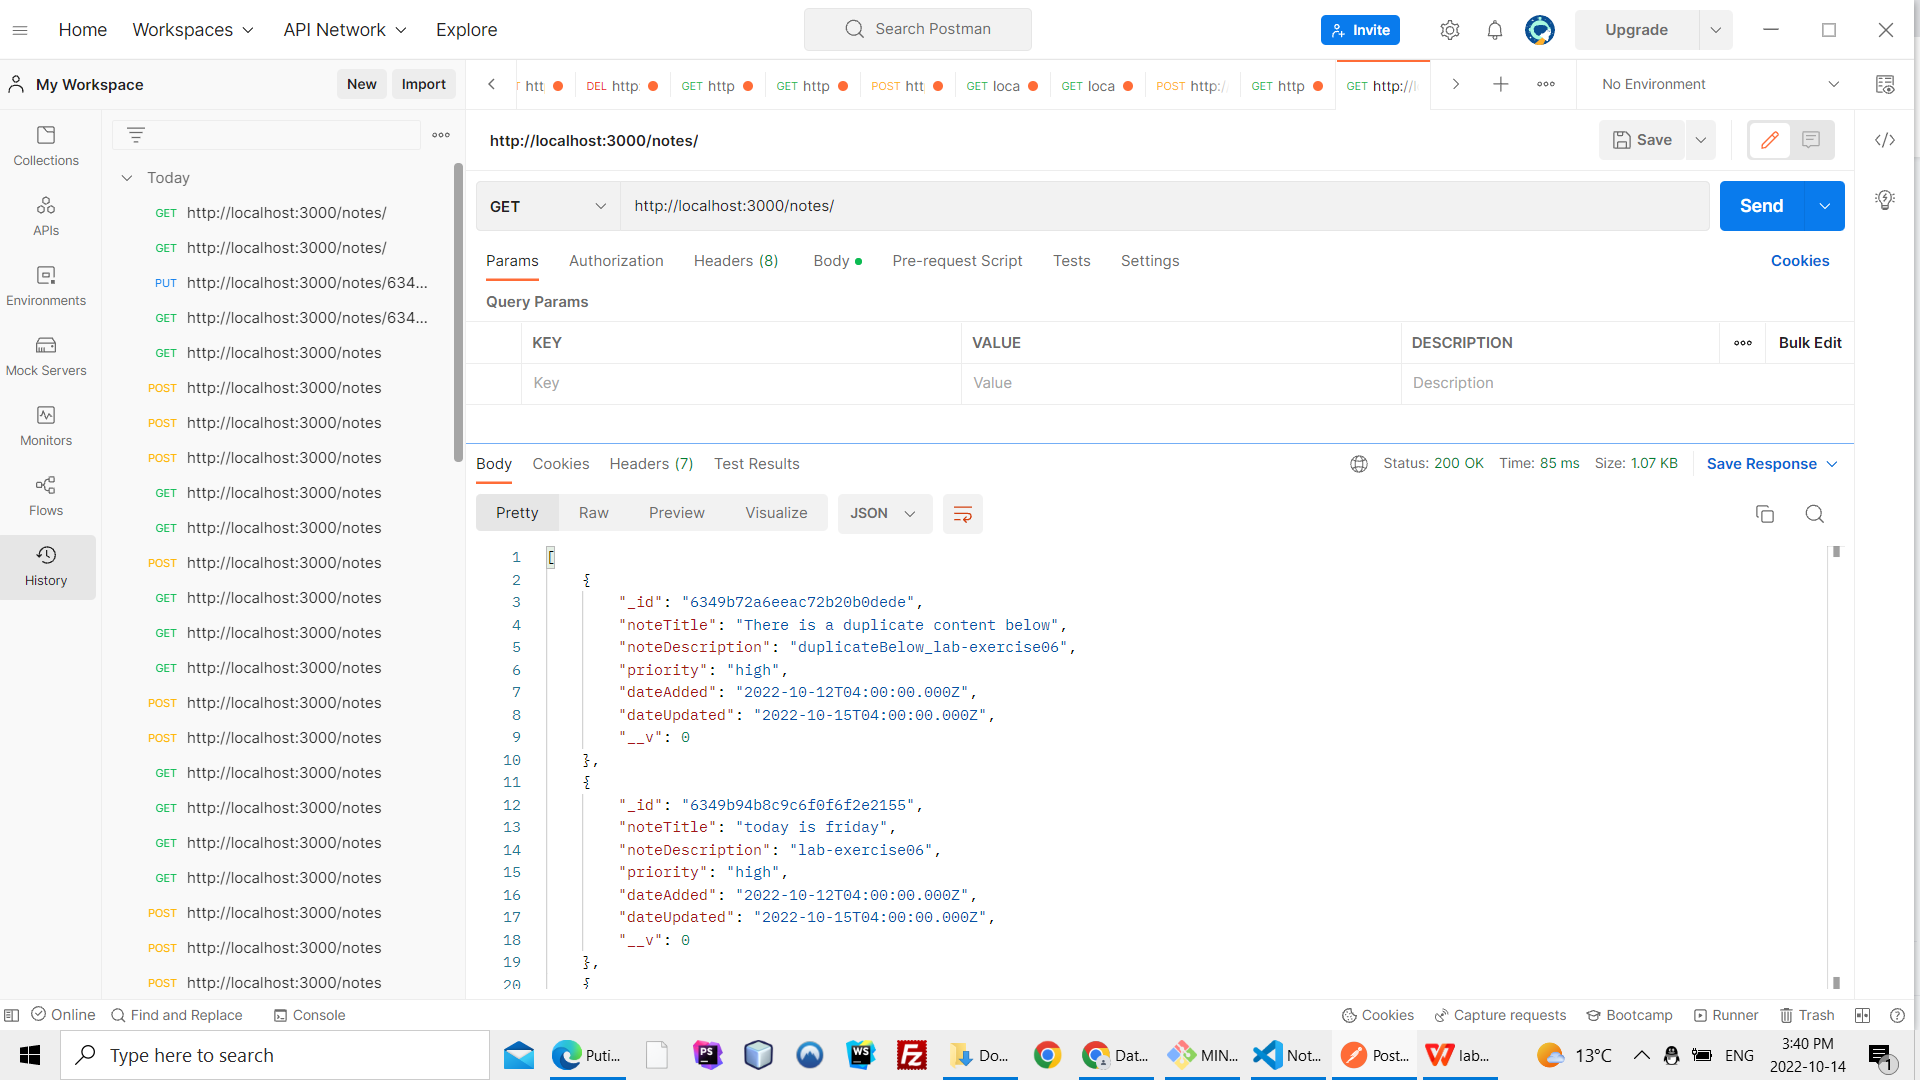 Home Workspaces API Network Explore Search Postman Invite Upgrade
My Workspace New Import
htt DEL http GET http GET http POST htt GET loca GET loca POST http:/ GET http GET http://l No Environment
Collections
APIs
Environments
Mock Servers
Monitors
Flows
History
Today
GET http://localhost:3000/notes/
GET http://localhost:3000/notes/
PUT http://localhost:3000/notes/634...
GET http://localhost:3000/notes/634...
GET http://localhost:3000/notes
POST http://localhost:3000/notes
POST http://localhost:3000/notes
POST http://localhost:3000/notes
GET http://localhost:3000/notes
GET http://localhost:3000/notes
POST http://localhost:3000/notes
GET http://localhost:3000/notes
GET http://localhost:3000/notes
GET http://localhost:3000/notes
POST http://localhost:3000/notes
POST http://localhost:3000/notes
GET http://localhost:3000/notes
GET http://localhost:3000/notes
GET http://localhost:3000/notes
GET http://localhost:3000/notes
POST http://localhost:3000/notes
POST http://localhost:3000/notes
POST http://localhost:3000/notes
http://localhost:3000/notes/ Save
GET http://localhost:3000/notes/ Send
Params Authorization Headers (8) Body Pre-request Script Tests Settings Cookies
Query Params
KEY VALUE DESCRIPTION Bulk Edit
Key Value Description
Body Cookies Headers (7) Test Results Status: 200 OK Time: 85 ms Size: 1.07 KB Save Response
Pretty Raw Preview Visualize JSON
1 [
2 {
3 "_id": "6349b72a6eeac72b20b0dede",
4 "noteTitle": "There is a duplicate content below",
5 "noteDescription": "duplicateBelow_lab-exercise06",
6 "priority": "high",
7 "dateAdded": "2022-10-12T04:00:00.000Z",
8 "dateUpdated": "2022-10-15T04:00:00.000Z",
9 "__v": 0
10 },
11 {
12 "_id": "6349b94b8c9c6f0f6f2e2155",
13 "noteTitle": "today is friday",
14 "noteDescription": "lab-exercise06",
15 "priority": "high",
16 "dateAdded": "2022-10-12T04:00:00.000Z",
17 "dateUpdated": "2022-10-15T04:00:00.000Z",
18 "__v": 0
19 },
20 {
Online Find and Replace Console Cookies Capture requests Bootcamp Runner Trash
Type here to search Puti... PS WS FZ Do... Dat... MIN... Not... Post... lab... 13°C ENG 3:40 PM
2022-10-14 1